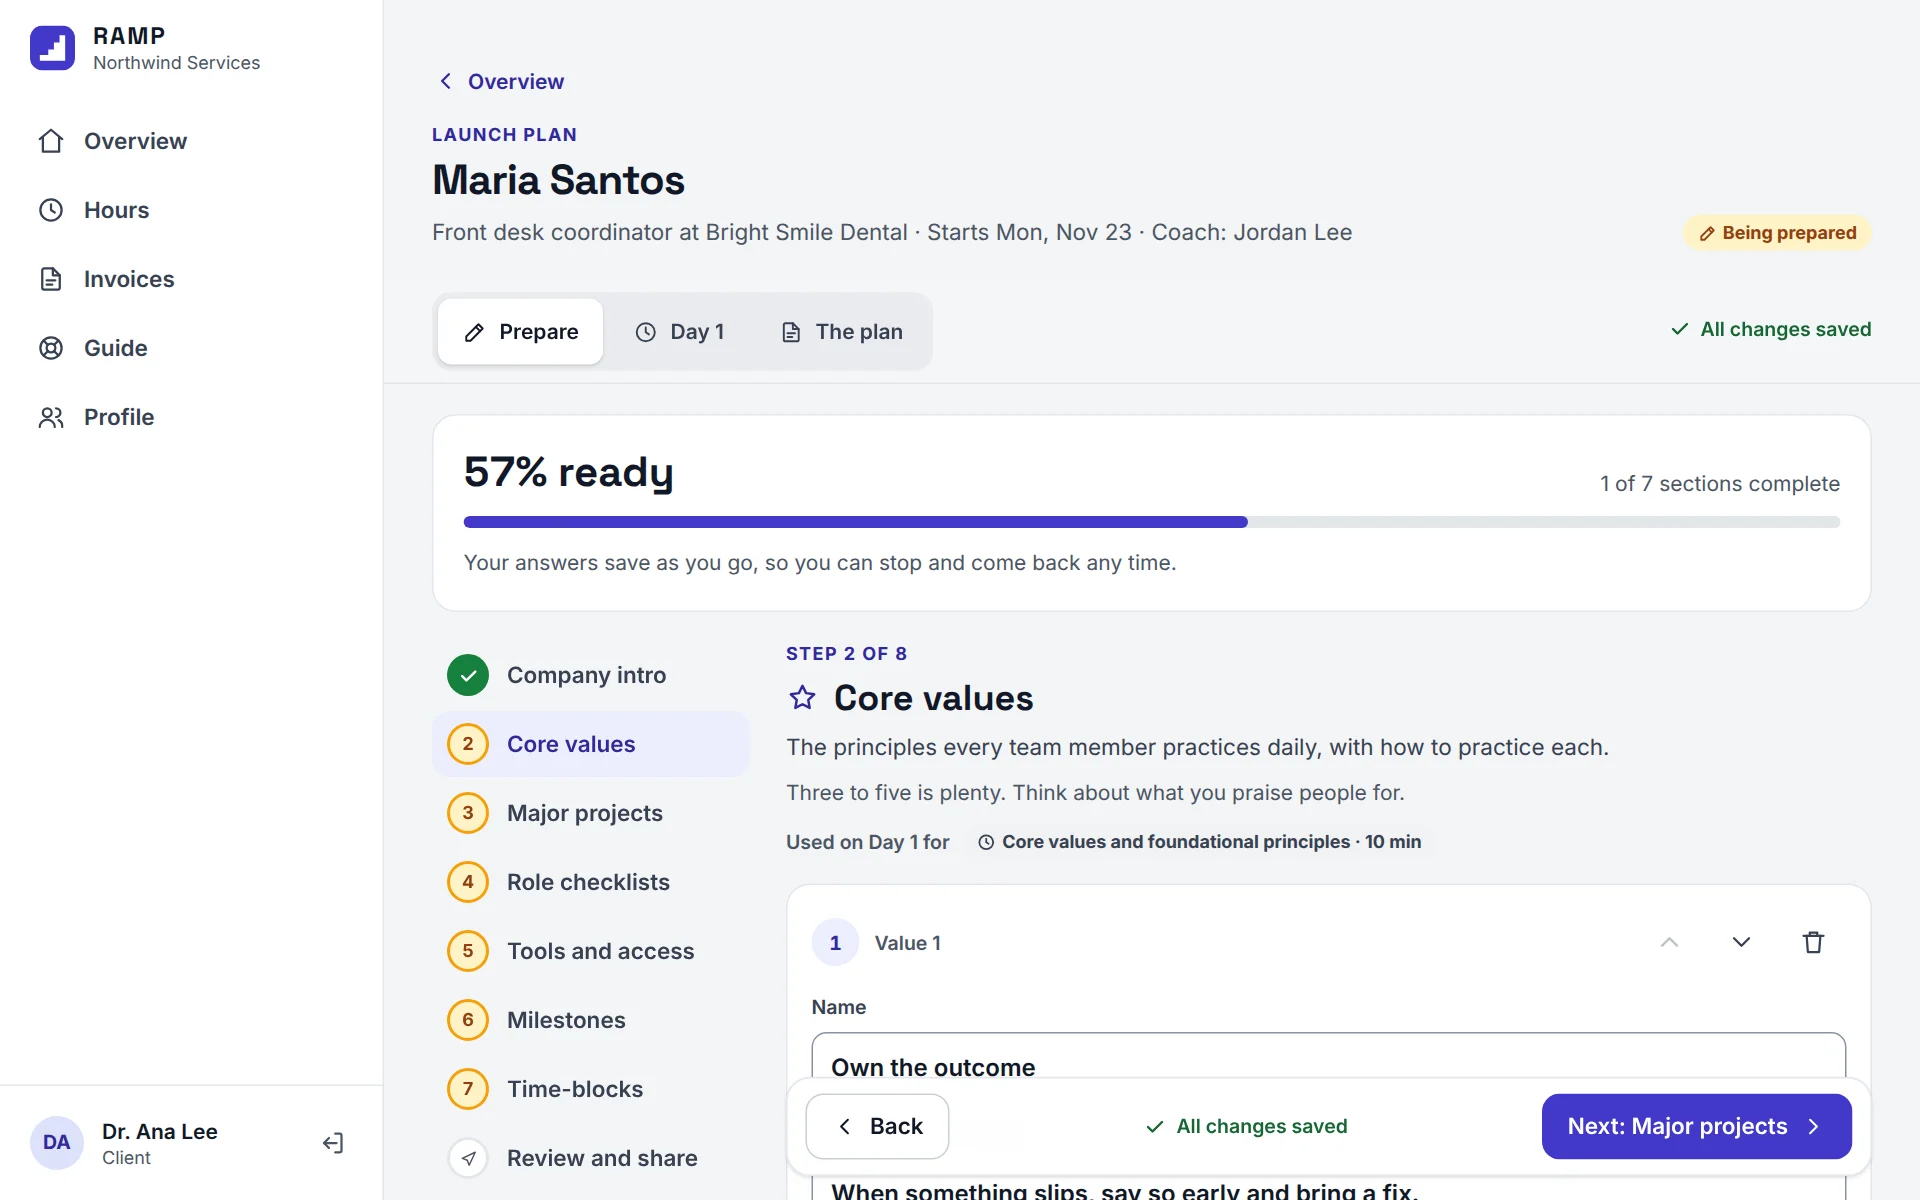 RAMP
Northwind Services
Overview
Hours
Invoices
Guide
Profile
DA
Dr. Ana Lee
Client
Overview
LAUNCH PLAN
Maria Santos
Front desk coordinator at Bright Smile Dental · Starts Mon, Nov 23 · Coach: Jordan Lee
Being prepared
Prepare
Day 1
The plan
All changes saved
57% ready
1 of 7 sections complete
Your answers save as you go, so you can stop and come back any time.
Company intro
2 Core values
3 Major projects
4 Role checklists
5 Tools and access
6 Milestones
7 Time-blocks
Review and share
STEP 2 OF 8
Core values
The principles every team member practices daily, with how to practice each.
Three to five is plenty. Think about what you praise people for.
Used on Day 1 for Core values and foundational principles · 10 min
1 Value 1
Name
Own the outcome
Back
All changes saved
Next: Major projects
When something slips, say so early and bring a fix.